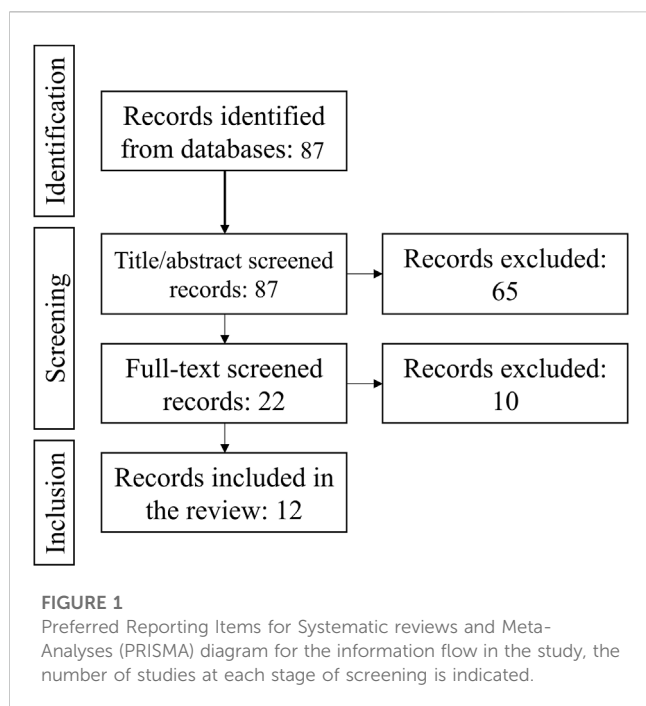 Identification
Records identified
from databases: 87
Screening
Title/abstract screened
records: 87
Records excluded:
65
Full-text screened
records: 22
Records excluded:
10
Inclusion
Records included in
the review: 12
FIGURE 1
Preferred Reporting Items for Systematic reviews and Meta-
Analyses (PRISMA) diagram for the information flow in the study, the
number of studies at each stage of screening is indicated.